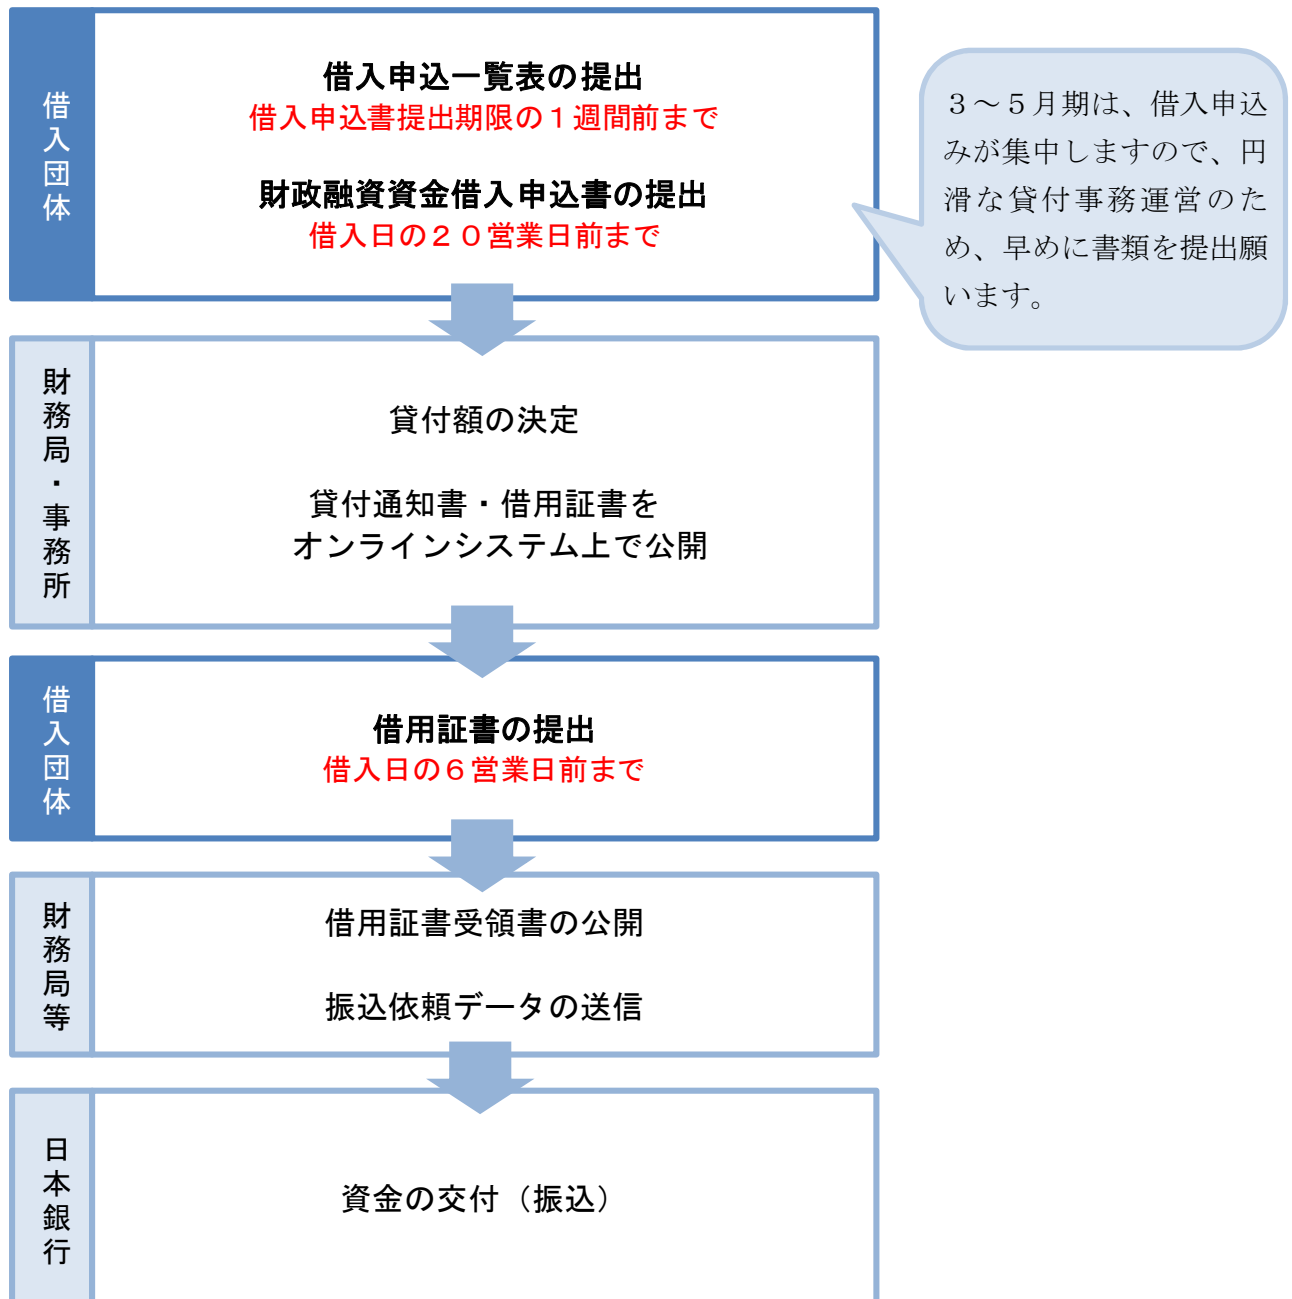 借入団体
借入申込一覧表の提出
借入申込書提出期限の１週間前まで
財政融資資金借入申込書の提出
借入日の２０営業日前まで
３～５月期は、借入申込
みが集中しますので、円
滑な貸付事務運営のた
め、早めに書類を提出願
います。
財務局・事務所
貸付額の決定
貸付通知書・借用証書を
オンラインシステム上で公開
借入団体
借用証書の提出
借入日の６営業日前まで
財務局等
借用証書受領書の公開
振込依頼データの送信
日本銀行
資金の交付（振込）